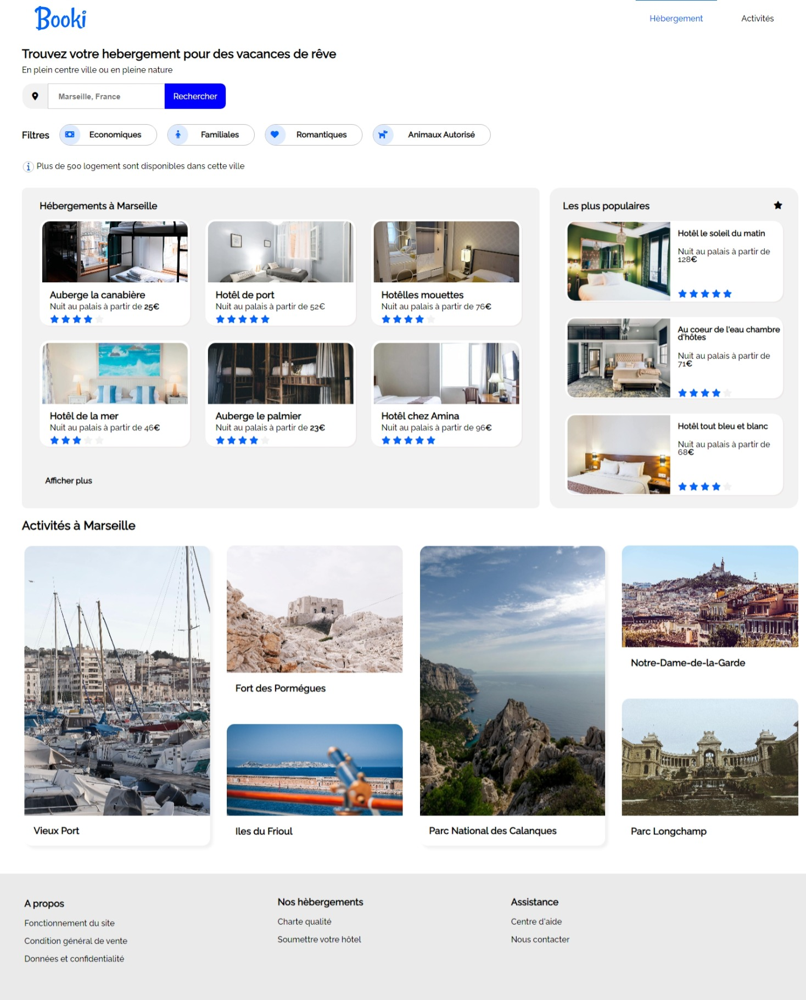 Booki
Hèbergement
Activités
Trouvez votre hebergement pour des vacances de rêve
En plein centre ville ou en pleine nature
Marseille, France
Rechercher
Filtres
Economiques
Familiales
Romantiques
Animaux Autorisé
Plus de 500 logement sont disponibles dans cette ville
Hébergements à Marseille
Auberge la canabière
Nuit au palais à partir de 25€
Hotêl de port
Nuit au palais à partir de 52€
Hotêlles mouettes
Nuit au palais à partir de 76€
Hotêl de la mer
Nuit au palais à partir de 46€
Auberge le palmier
Nuit au palais à partir de 23€
Hotêl chez Amina
Nuit au palais à partir de 96€
Afficher plus
Les plus populaires
Hotêl le soleil du matin
Nuit au palais à partir de
128€
Au coeur de l'eau chambre
d'hôtes
Nuit au palais à partir de
71€
Hotêl tout bleu et blanc
Nuit au palais à partir de
68€
Activités à Marseille
Vieux Port
Fort des Pormégues
Iles du Frioul
Parc National des Calanques
Notre-Dame-de-la-Garde
Parc Longchamp
A propos
Fonctionnement du site
Condition général de vente
Données et confidentialité
Nos hèbergements
Charte qualité
Soumettre votre hôtel
Assistance
Centre d'aide
Nous contacter